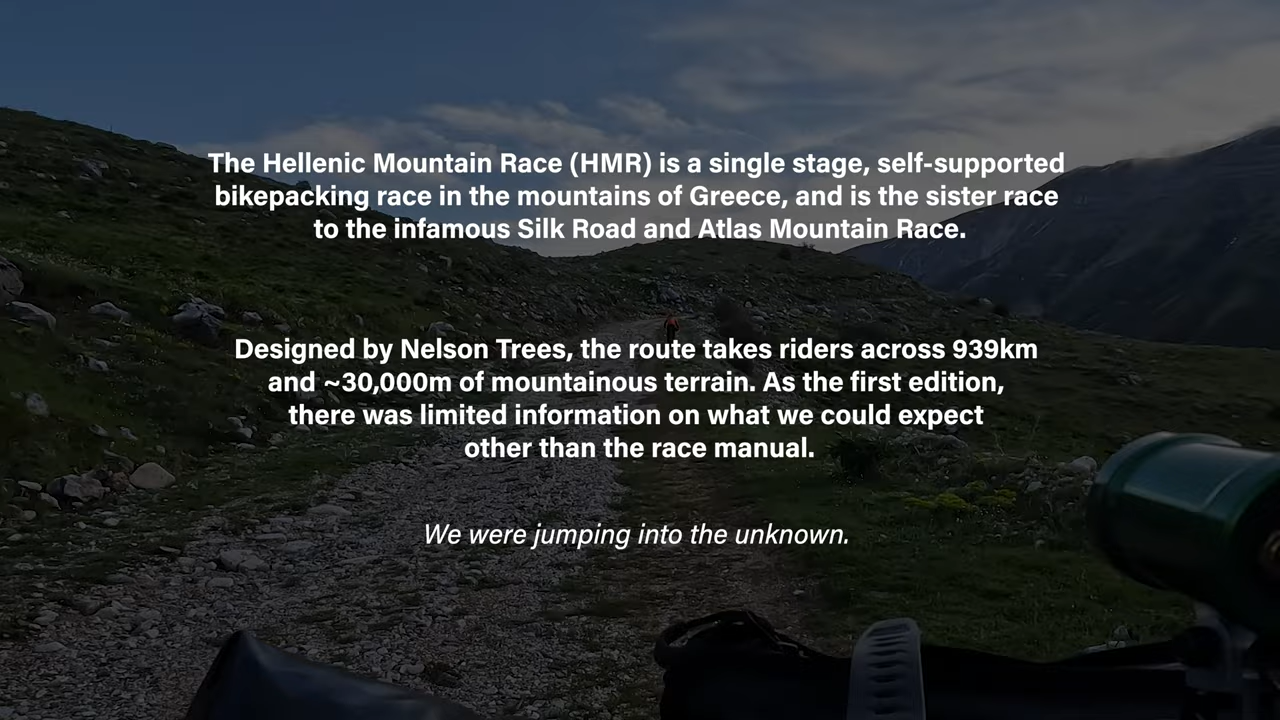 The Hellenic Mountain Race (HMR) is a single stage, self-supported
bikepacking race in the mountains of Greece, and is the sister race
to the infamous Silk Road and Atlas Mountain Race.
Designed by Nelson Trees, the route takes riders across 939km
and ~30,000m of mountainous terrain. As the first edition,
there was limited information on what we could expect
other than the race manual.
We were jumping into the unknown.